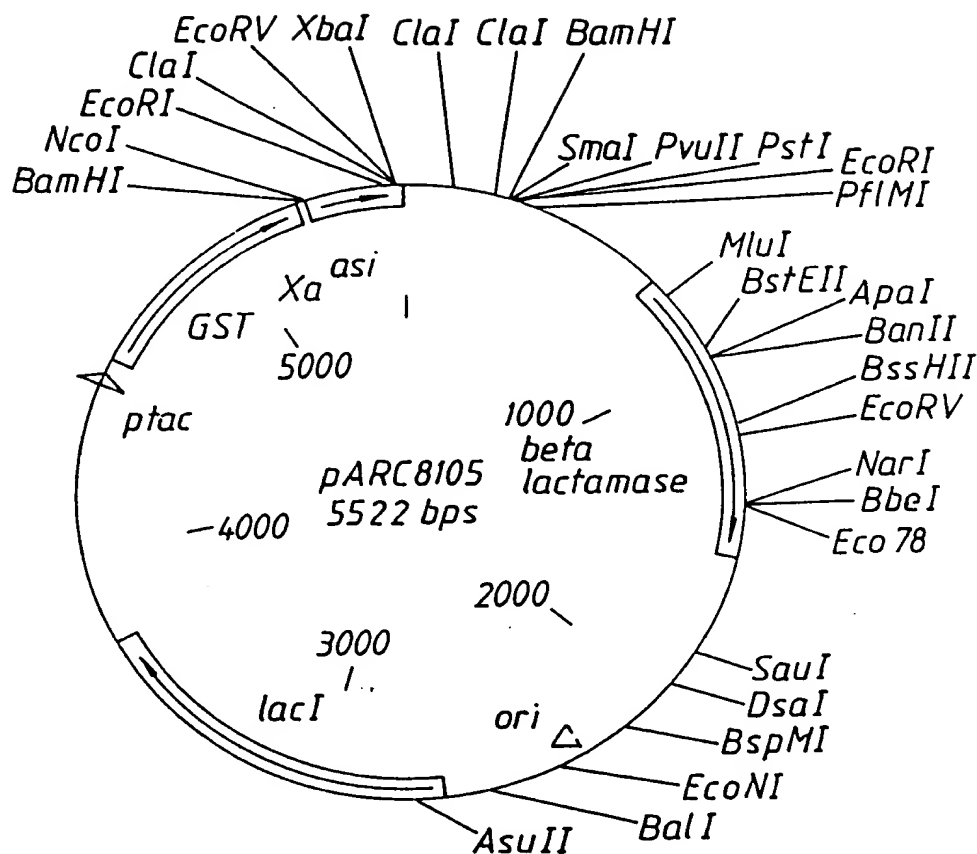 EcoRV XbaI ClaI ClaI BamHI
ClaI
EcoRI
NcoI
BamHI
SmaI PvuII PstI
EcoRI
PflMI
MluI
BstEII
ApaI
BanII
BssHII
EcoRV
NarI
BbeI
Eco 78
SauI
DsaI
BspMI
EcoNI
Bal I
AsuII
asi
Xa
GST
5000
ptac
1000
beta
lactamase
pARC8105
5522 bps
4000
2000
3000
lacI
ori